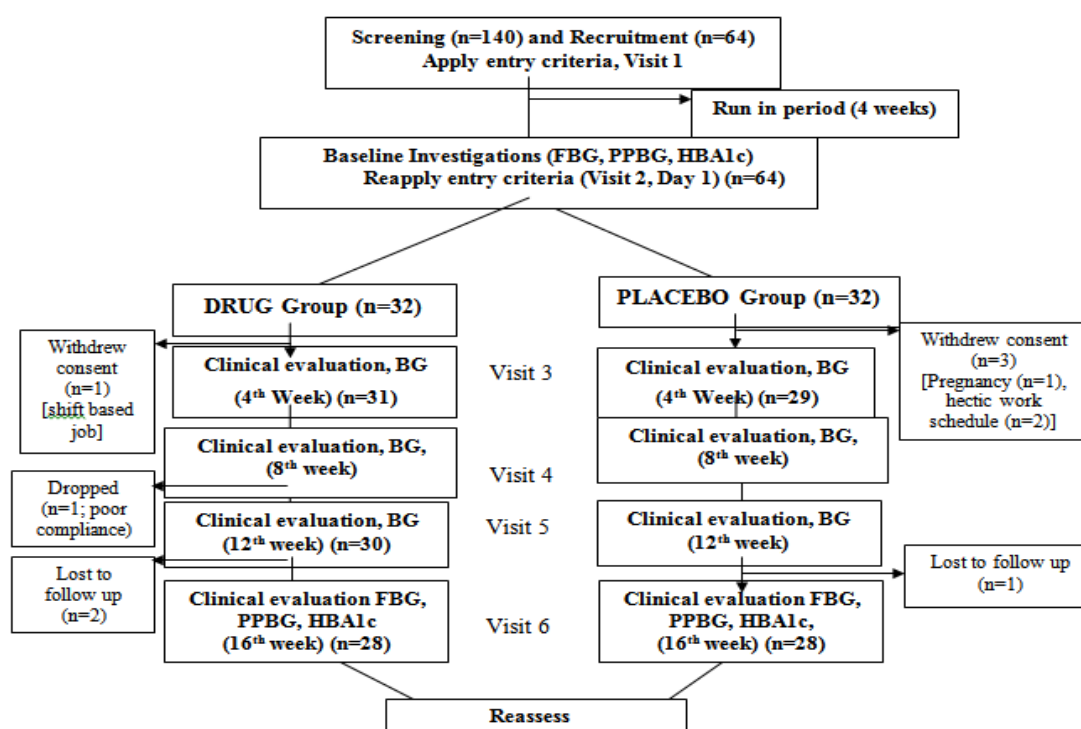 Screening (n=140) and Recruitment (n=64)
Apply entry criteria, Visit 1
Run in period (4 weeks)
Baseline Investigations (FBG, PPBG, HBA1c)
Reapply entry criteria (Visit 2, Day 1) (n=64)
DRUG Group (n=32)
PLACEBO Group (n=32)
Withdrew
consent
(n=1)
[shift based
job]
Clinical evaluation, BG
(4th Week) (n=31)
Visit 3
Clinical evaluation, BG
(4th Week) (n=29)
Withdrew consent
(n=3)
[Pregnancy (n=1),
hectic work
schedule (n=2)]
Clinical evaluation, BG,
(8th week)
Visit 4
Clinical evaluation, BG,
(8th week)
Dropped
(n=1; poor
compliance)
Clinical evaluation, BG
(12th week) (n=30)
Visit 5
Clinical evaluation, BG
(12th week)
Lost to
follow up
(n=2)
Lost to follow up
(n=1)
Clinical evaluation FBG,
PPBG, HBA1c
(16th week) (n=28)
Visit 6
Clinical evaluation FBG,
PPBG, HBA1c,
(16th week) (n=28)
Reassess